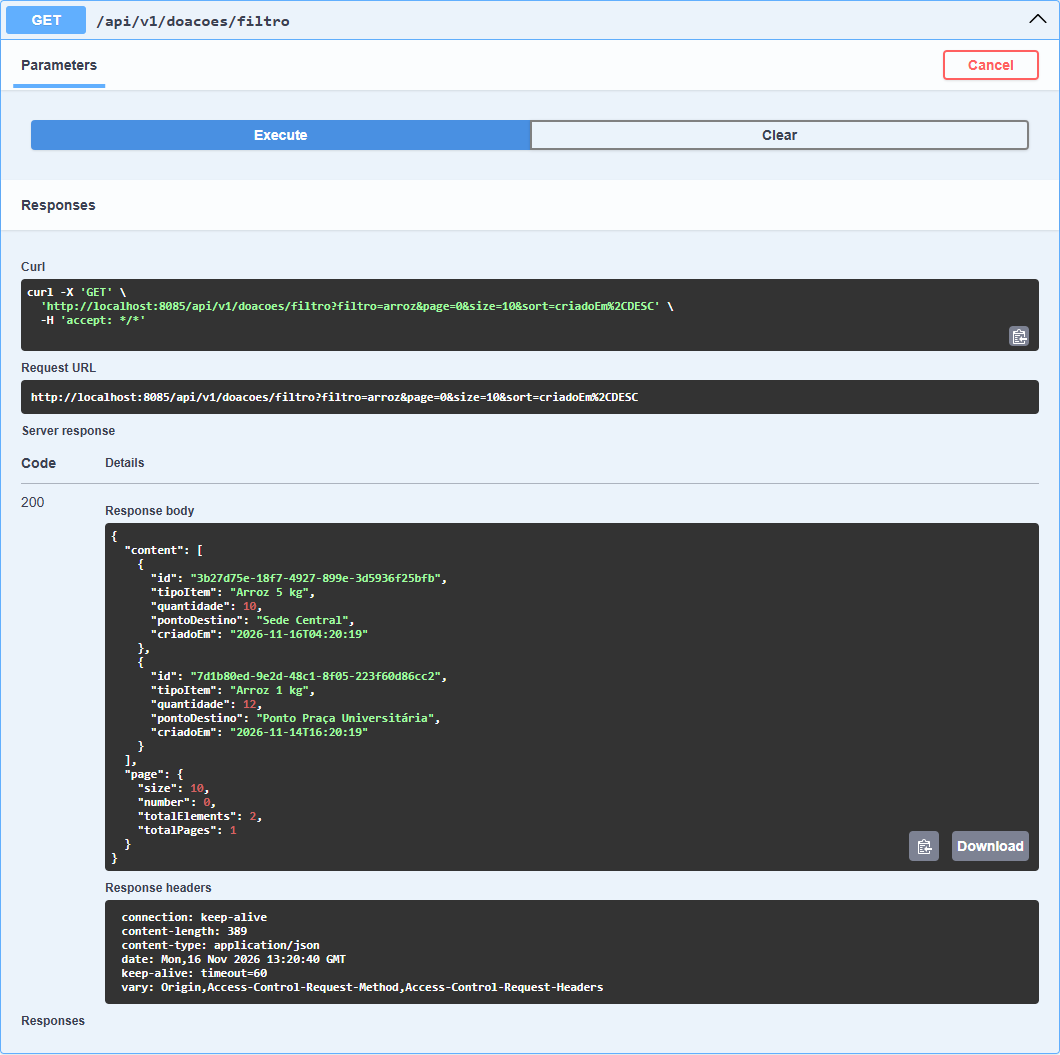 GET /api/v1/doacoes/filtro
Parameters
Cancel
Execute
Clear
Responses
Curl
curl -X 'GET' \
  'http://localhost:8085/api/v1/doacoes/filtro?filtro=arroz&page=0&size=10&sort=criadoEm%2CDESC' \
  -H 'accept: */*'
Request URL
http://localhost:8085/api/v1/doacoes/filtro?filtro=arroz&page=0&size=10&sort=criadoEm%2CDESC
Server response
Code Details
200
Response body
{
  "content": [
    {
      "id": "3b27d75e-18f7-4927-899e-3d5936f25bfb",
      "tipoItem": "Arroz 5 kg",
      "quantidade": 10,
      "pontoDestino": "Sede Central",
      "criadoEm": "2026-11-16T04:20:19"
    },
    {
      "id": "7d1b80ed-9e2d-48c1-8f05-223f60d86cc2",
      "tipoItem": "Arroz 1 kg",
      "quantidade": 12,
      "pontoDestino": "Ponto Praça Universitária",
      "criadoEm": "2026-11-14T16:20:19"
    }
  ],
  "page": {
    "size": 10,
    "number": 0,
    "totalElements": 2,
    "totalPages": 1
  }
}
Download
Response headers
connection: keep-alive
content-length: 389
content-type: application/json
date: Mon,16 Nov 2026 13:20:40 GMT
keep-alive: timeout=60
vary: Origin,Access-Control-Request-Method,Access-Control-Request-Headers
Responses